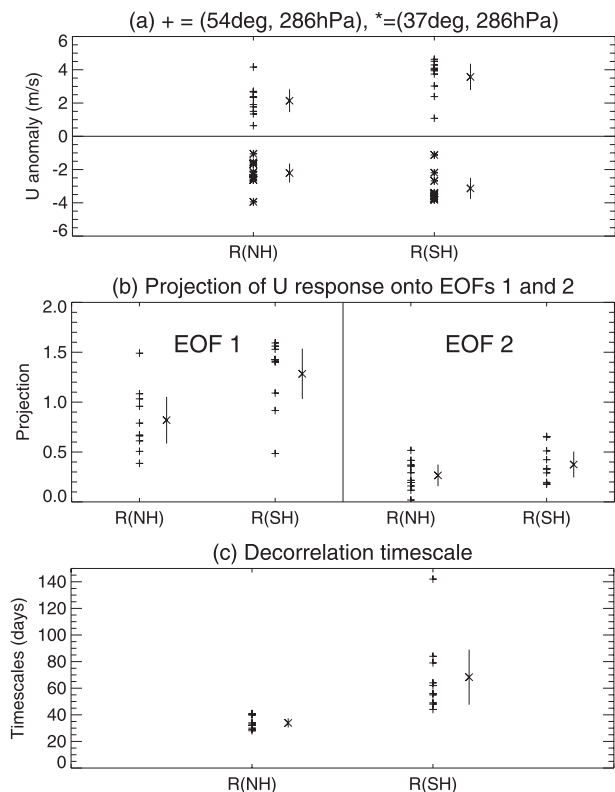 (a) + = (54deg, 286hPa), *=(37deg, 286hPa)
6
4
2
0
-2
-4
-6
U anomaly (m/s)
R(NH) R(SH)
(b) Projection of U response onto EOFs 1 and 2
2.0
1.5
1.0
0.5
0.0
Projection
EOF 1 EOF 2
R(NH) R(SH) R(NH) R(SH)
(c) Decorrelation timescale
140
120
100
80
60
40
20
0
Timescales (days)
R(NH) R(SH)